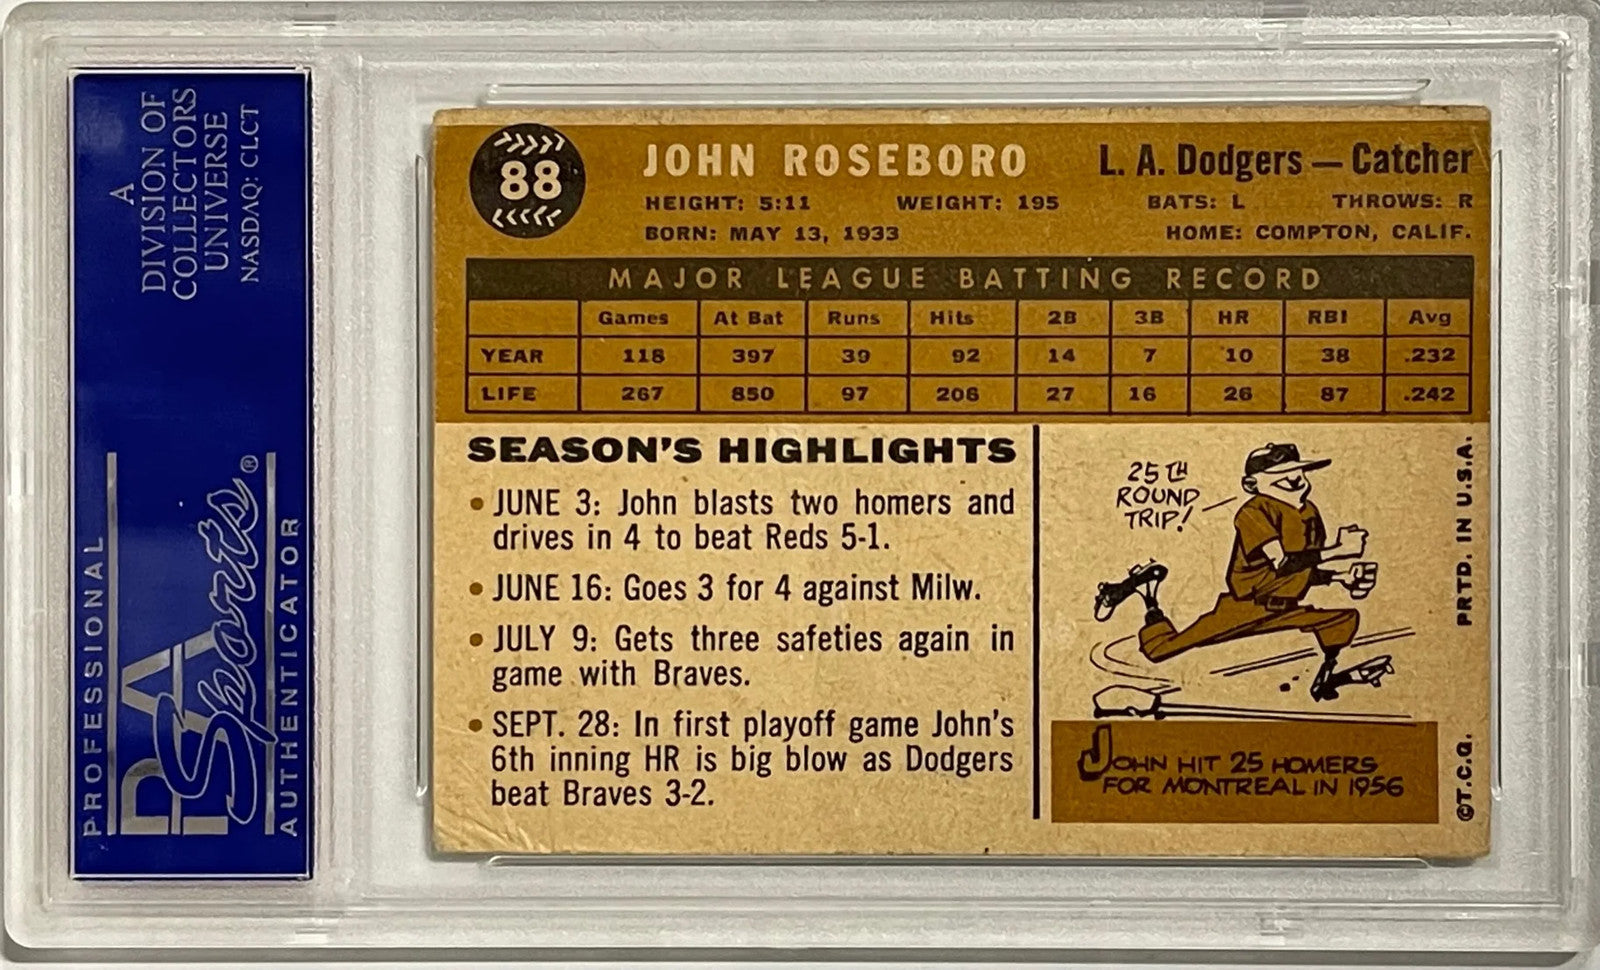 A
DIVISION OF
COLLECTORS
UNIVERSE
NASDAQ: CLCT
PROFESSIONAL
PSA
Sports®
AUTHENTICATOR
88
JOHN ROSEBORO
L. A. Dodgers — Catcher
HEIGHT: 5:11 WEIGHT: 195 BATS: L THROWS: R
BORN: MAY 13, 1933 HOME: COMPTON, CALIF.
MAJOR LEAGUE BATTING RECORD
Games At Bat Runs Hits 2B 3B HR RBI Avg
YEAR 118 397 39 92 14 7 10 38 .232
LIFE 267 850 97 206 27 16 26 87 .242
SEASON'S HIGHLIGHTS
• JUNE 3: John blasts two homers and
drives in 4 to beat Reds 5-1.
• JUNE 16: Goes 3 for 4 against Milw.
• JULY 9: Gets three safeties again in
game with Braves.
• SEPT. 28: In first playoff game John's
6th inning HR is big blow as Dodgers
beat Braves 3-2.
25TH
ROUND
TRIP!
JOHN HIT 25 HOMERS
FOR MONTREAL IN 1956
PRTD. IN U.S.A.
©T.C.G.